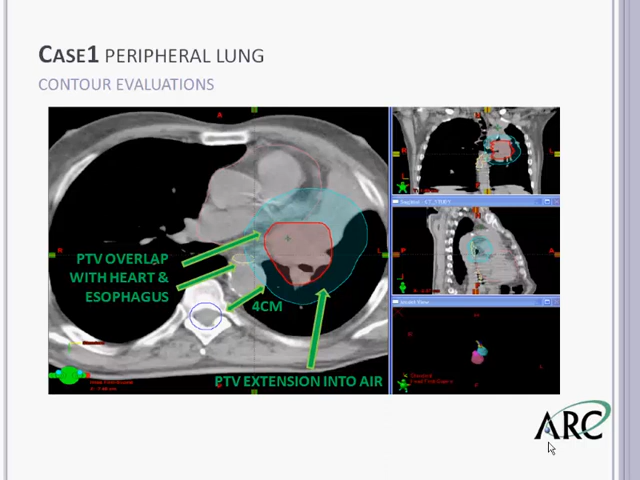 CASE1 PERIPHERAL LUNG
CONTOUR EVALUATIONS
A
A
R
L
PTV OVERLAP
WITH HEART &
ESOPHAGUS
4CM
PTV EXTENSION INTO AIR
ARC